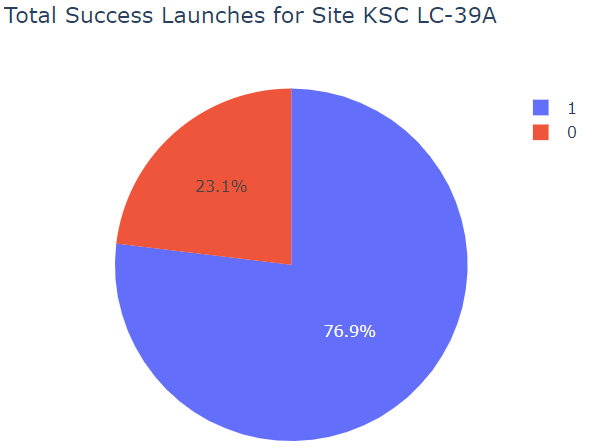 Total Success Launches for Site KSC LC-39A
1
0
23.1%
76.9%